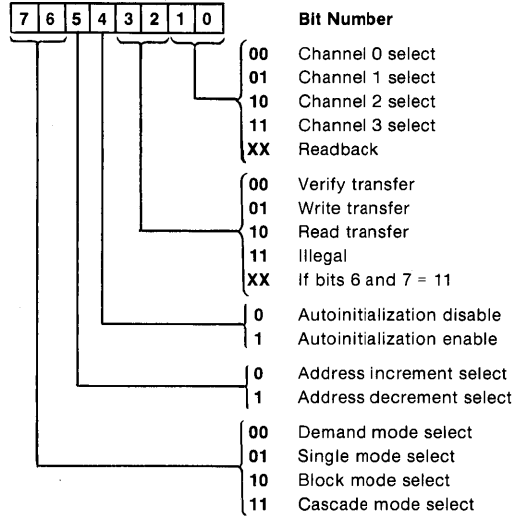 7 6 5 4 3 2 1 0 Bit Number
00 Channel 0 select
01 Channel 1 select
10 Channel 2 select
11 Channel 3 select
XX Readback
00 Verify transfer
01 Write transfer
10 Read transfer
11 Illegal
XX If bits 6 and 7 = 11
0 Autoinitialization disable
1 Autoinitialization enable
0 Address increment select
1 Address decrement select
00 Demand mode select
01 Single mode select
10 Block mode select
11 Cascade mode select